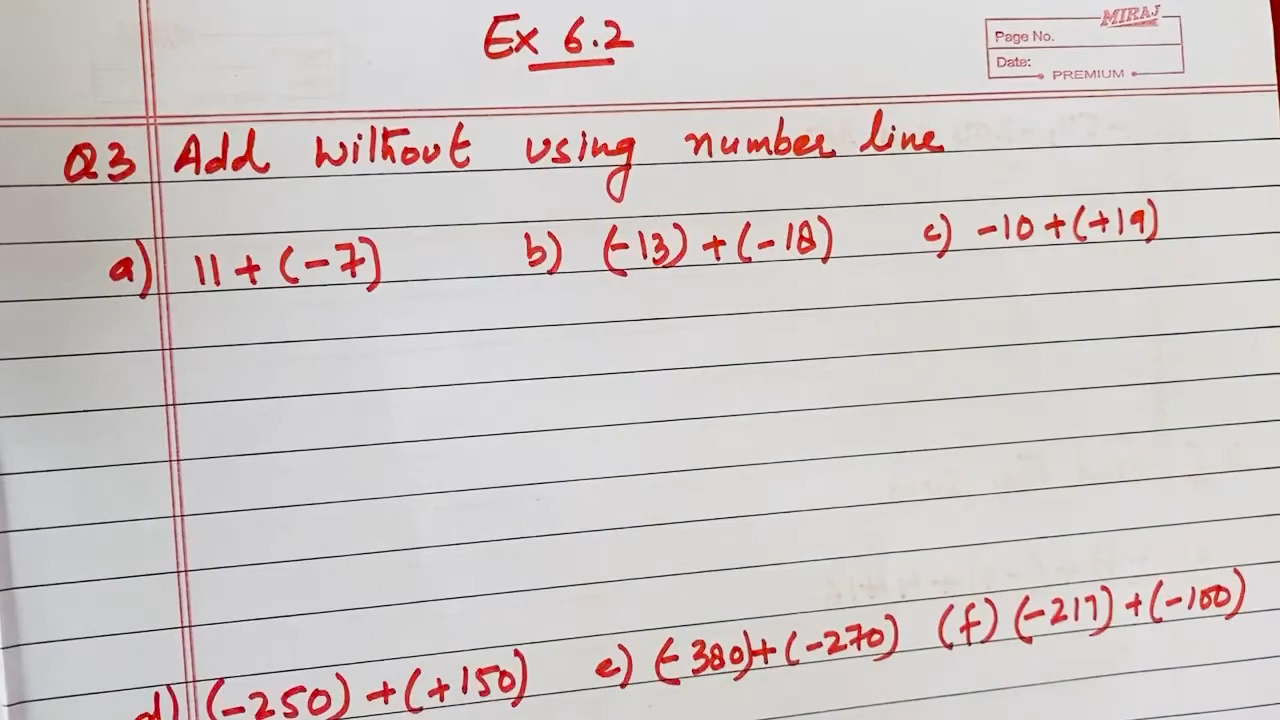 Ex 6.2
MIRAJ
Page No.
Date:
PREMIUM
Q3 Add without using number line
a) 11 + (-7) b) (-13) + (-18) c) -10 + (+19)
d) (-250) + (+150) e) (-380)+(-270) (f) (-217) + (-100)